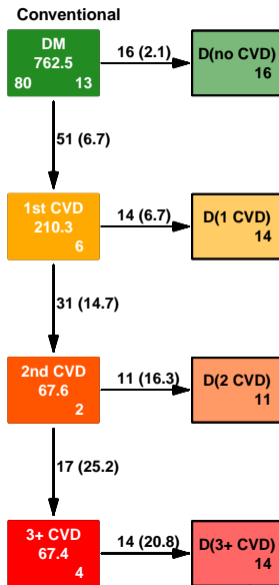 Conventional
DM
762.5
80 13
16 (2.1)
D(no CVD)
16
51 (6.7)
1st CVD
210.3
6
14 (6.7)
D(1 CVD)
14
31 (14.7)
2nd CVD
67.6
2
11 (16.3)
D(2 CVD)
11
17 (25.2)
3+ CVD
67.4
4
14 (20.8)
D(3+ CVD)
14